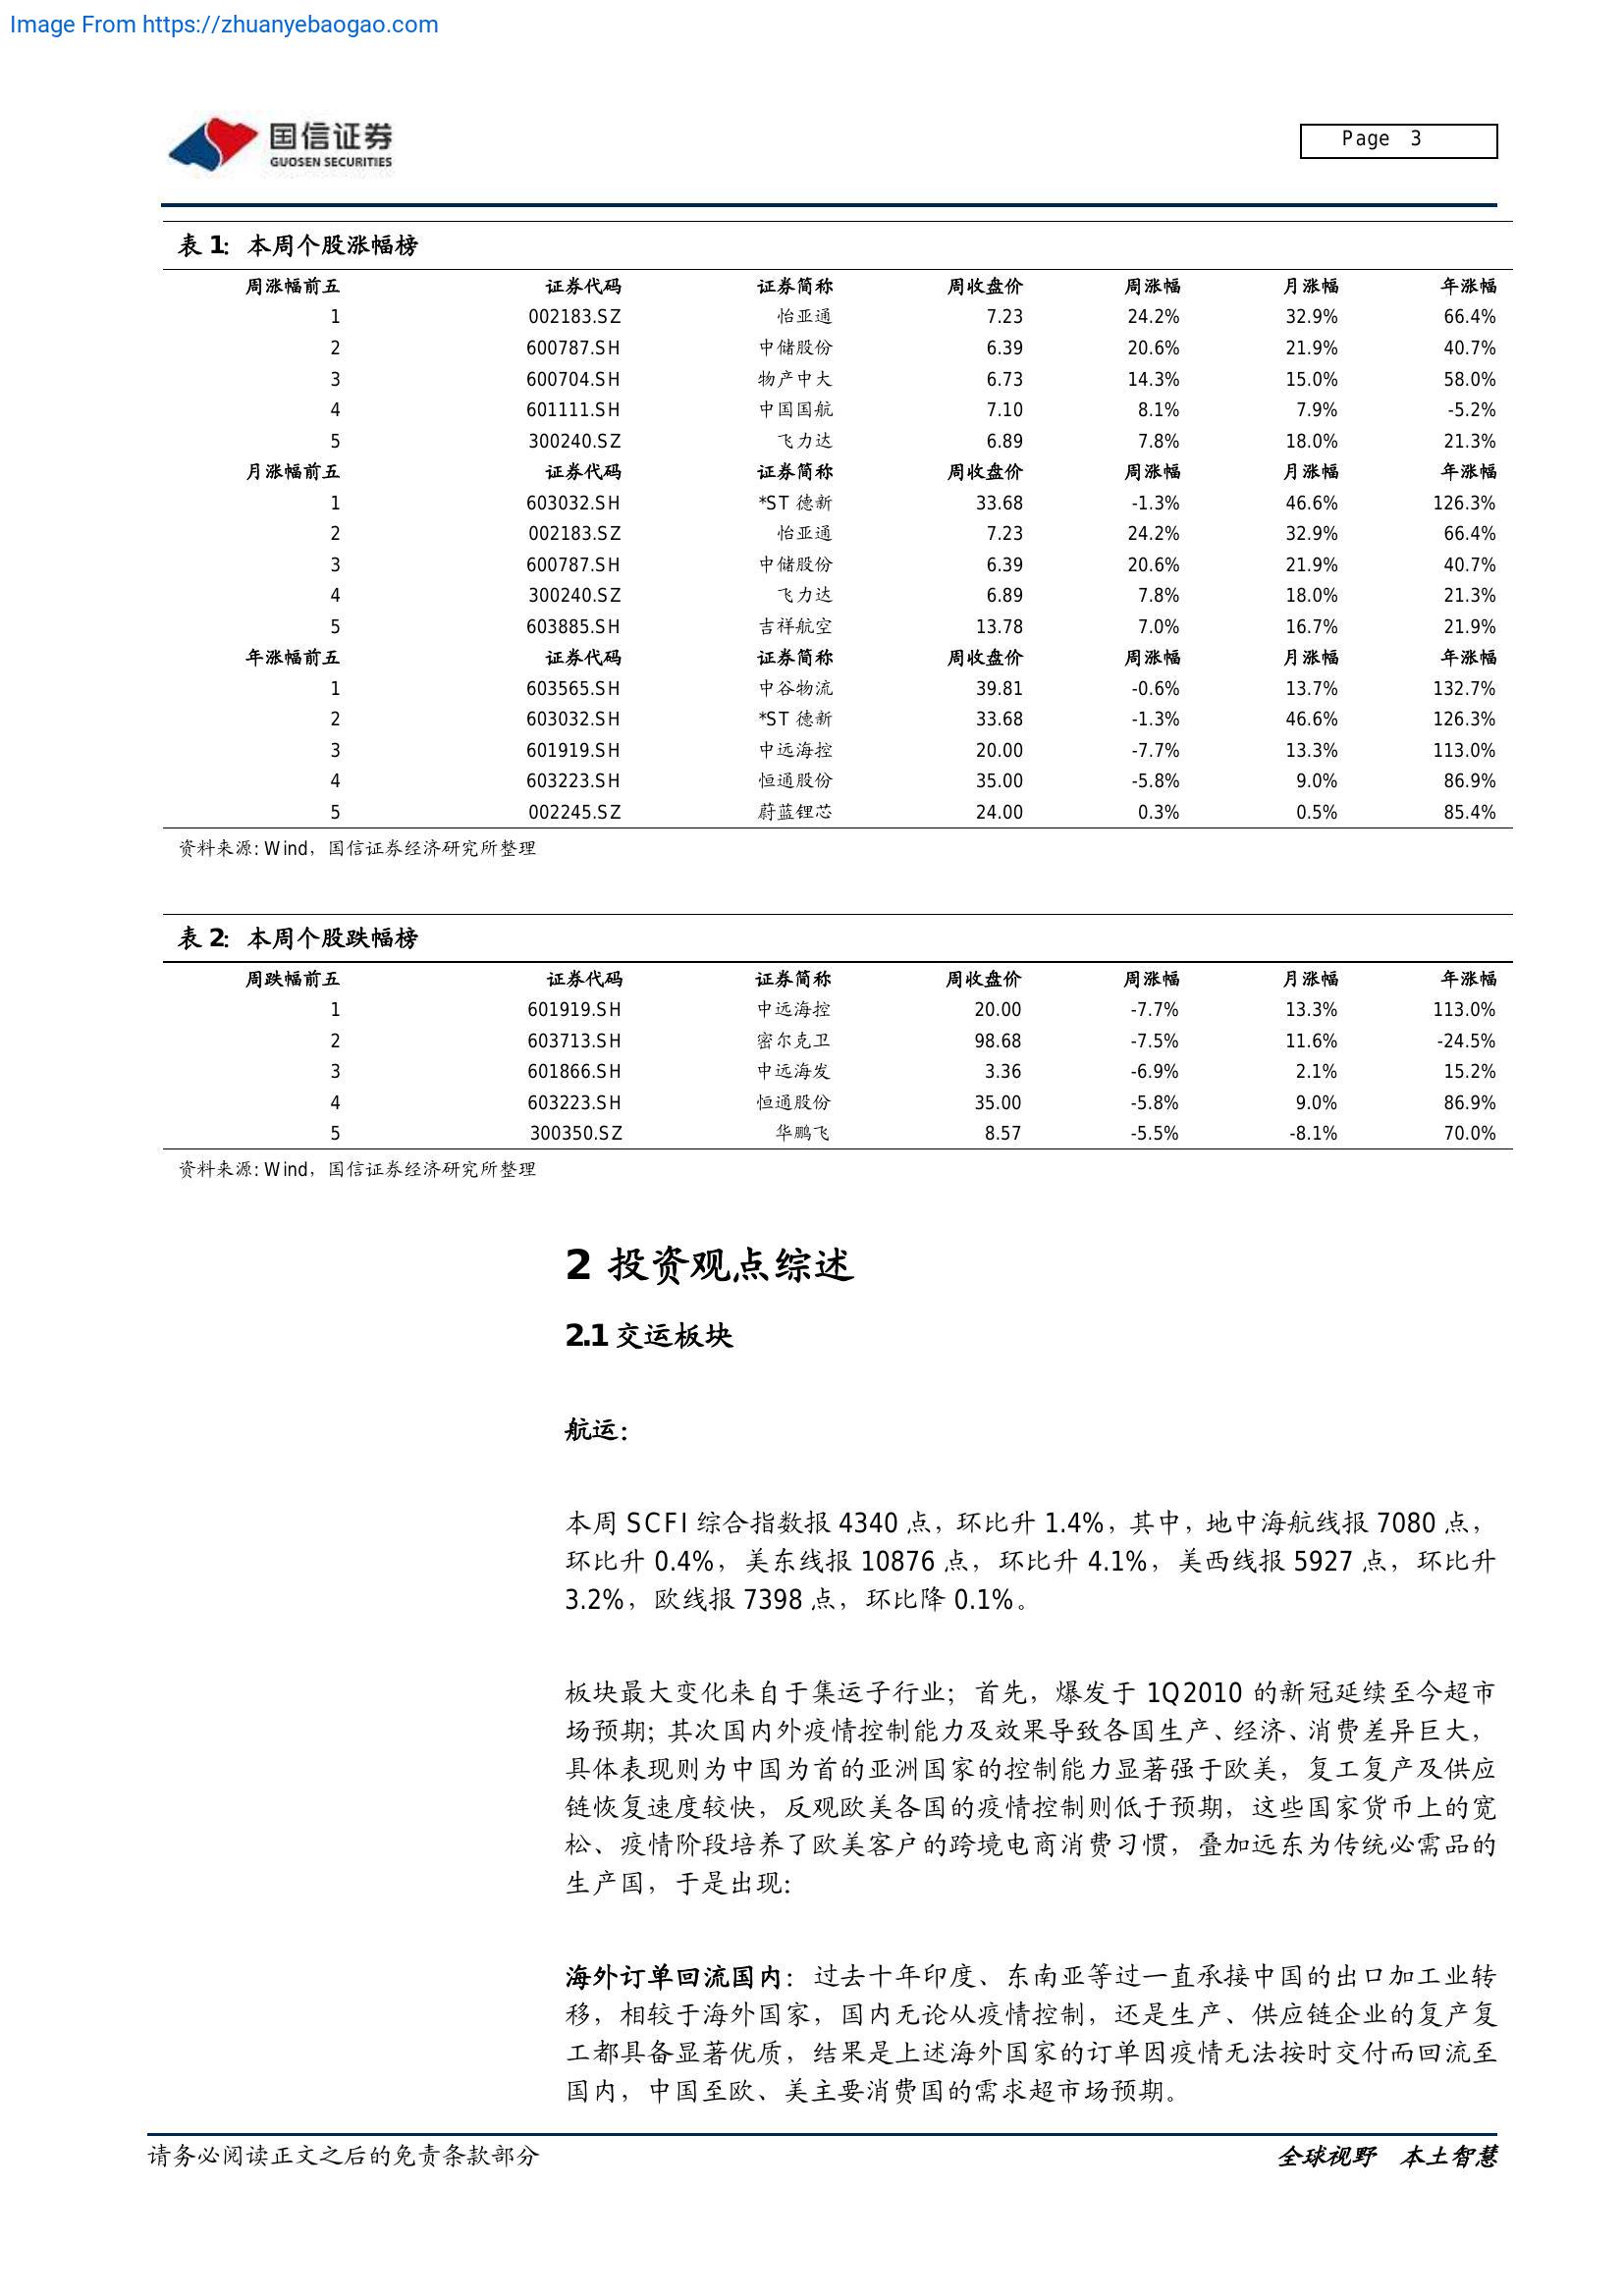 Image From https://zhuanyebaogao.com
国信证券
GUOSEN SECURITIES
Page 3
表 1: 本周个股涨幅榜
周涨幅前五 证券代码 证券简称 周收盘价 周涨幅 月涨幅 年涨幅
1 002183.SZ 怡亚通 7.23 24.2% 32.9% 66.4%
2 600787.SH 中储股份 6.39 20.6% 21.9% 40.7%
3 600704.SH 物产中大 6.73 14.3% 15.0% 58.0%
4 601111.SH 中国国航 7.10 8.1% 7.9% -5.2%
5 300240.SZ 飞力达 6.89 7.8% 18.0% 21.3%
月涨幅前五 证券代码 证券简称 周收盘价 周涨幅 月涨幅 年涨幅
1 603032.SH *ST 德新 33.68 -1.3% 46.6% 126.3%
2 002183.SZ 怡亚通 7.23 24.2% 32.9% 66.4%
3 600787.SH 中储股份 6.39 20.6% 21.9% 40.7%
4 300240.SZ 飞力达 6.89 7.8% 18.0% 21.3%
5 603885.SH 吉祥航空 13.78 7.0% 16.7% 21.9%
年涨幅前五 证券代码 证券简称 周收盘价 周涨幅 月涨幅 年涨幅
1 603565.SH 中谷物流 39.81 -0.6% 13.7% 132.7%
2 603032.SH *ST 德新 33.68 -1.3% 46.6% 126.3%
3 601919.SH 中远海控 20.00 -7.7% 13.3% 113.0%
4 603223.SH 恒通股份 35.00 -5.8% 9.0% 86.9%
5 002245.SZ 蔚蓝锂芯 24.00 0.3% 0.5% 85.4%
资料来源: Wind，国信证券经济研究所整理
表 2: 本周个股跌幅榜
周跌幅前五 证券代码 证券简称 周收盘价 周涨幅 月涨幅 年涨幅
1 601919.SH 中远海控 20.00 -7.7% 13.3% 113.0%
2 603713.SH 密尔克卫 98.68 -7.5% 11.6% -24.5%
3 601866.SH 中远海发 3.36 -6.9% 2.1% 15.2%
4 603223.SH 恒通股份 35.00 -5.8% 9.0% 86.9%
5 300350.SZ 华鹏飞 8.57 -5.5% -8.1% 70.0%
资料来源: Wind，国信证券经济研究所整理
2 投资观点综述
2.1 交运板块
航运：
本周 SCFI 综合指数报 4340 点，环比升 1.4%，其中，地中海航线报 7080 点，
环比升 0.4%，美东线报 10876 点，环比升 4.1%，美西线报 5927 点，环比升
3.2%，欧线报 7398 点，环比降 0.1%。
板块最大变化来自于集运子行业；首先，爆发于 1Q2010 的新冠延续至今超市
场预期；其次国内外疫情控制能力及效果导致各国生产、经济、消费差异巨大，
具体表现则为中国为首的亚洲国家的控制能力显著强于欧美，复工复产及供应
链恢复速度较快，反观欧美各国的疫情控制则低于预期，这些国家货币上的宽
松、疫情阶段培养了欧美客户的跨境电商消费习惯，叠加远东为传统必需品的
生产国，于是出现：
海外订单回流国内：过去十年印度、东南亚等过一直承接中国的出口加工业转
移，相较于海外国家，国内无论从疫情控制，还是生产、供应链企业的复产复
工都具备显著优质，结果是上述海外国家的订单因疫情无法按时交付而回流至
国内，中国至欧、美主要消费国的需求超市场预期。
请务必阅读正文之后的免责条款部分
全球视野 本土智慧